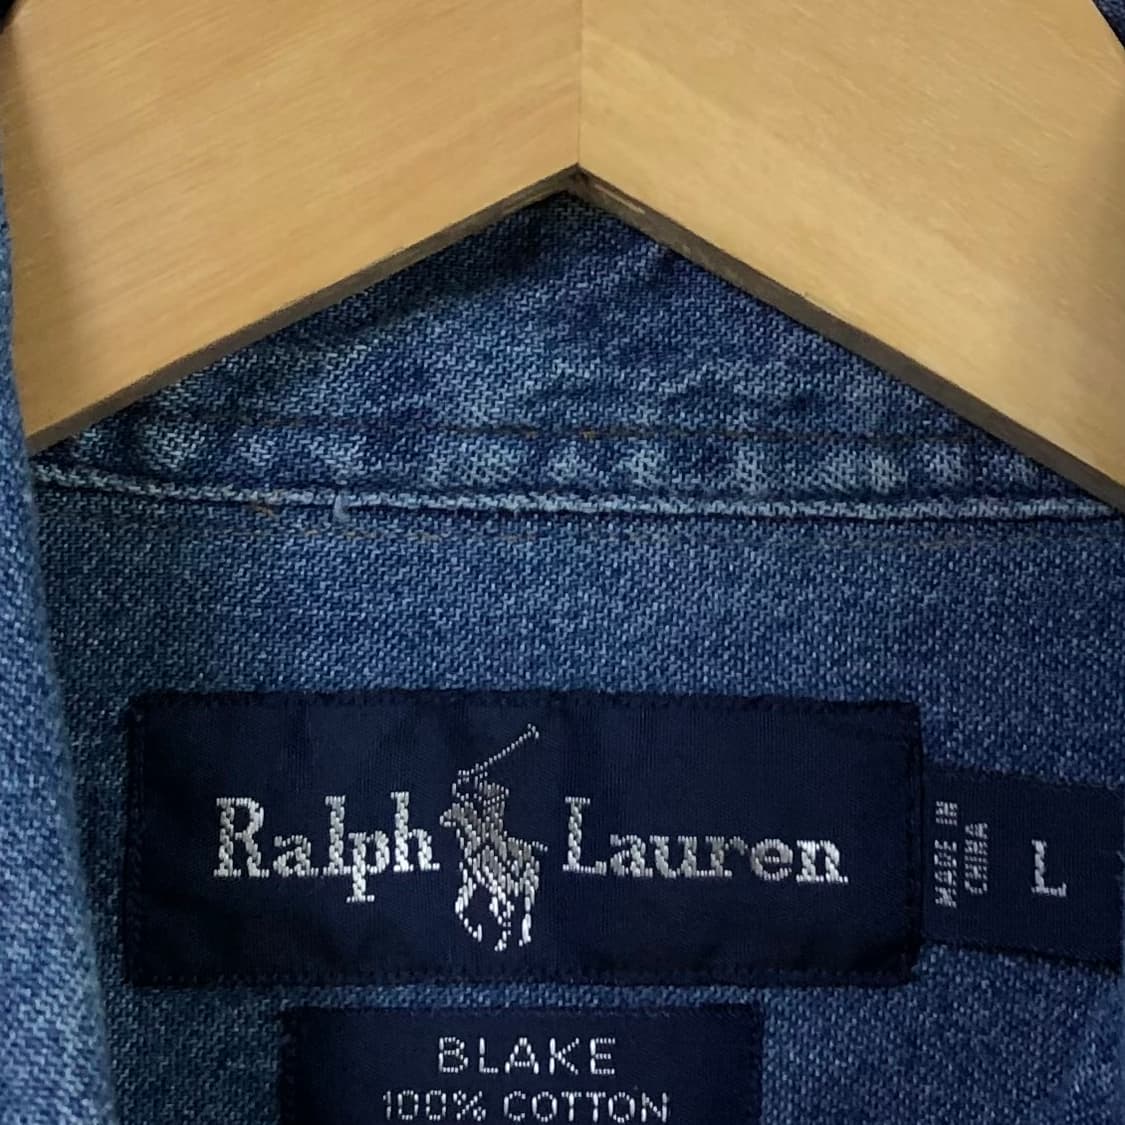 Ralph Lauren
MADE IN
CHINA
L
BLAKE
100% COTTON